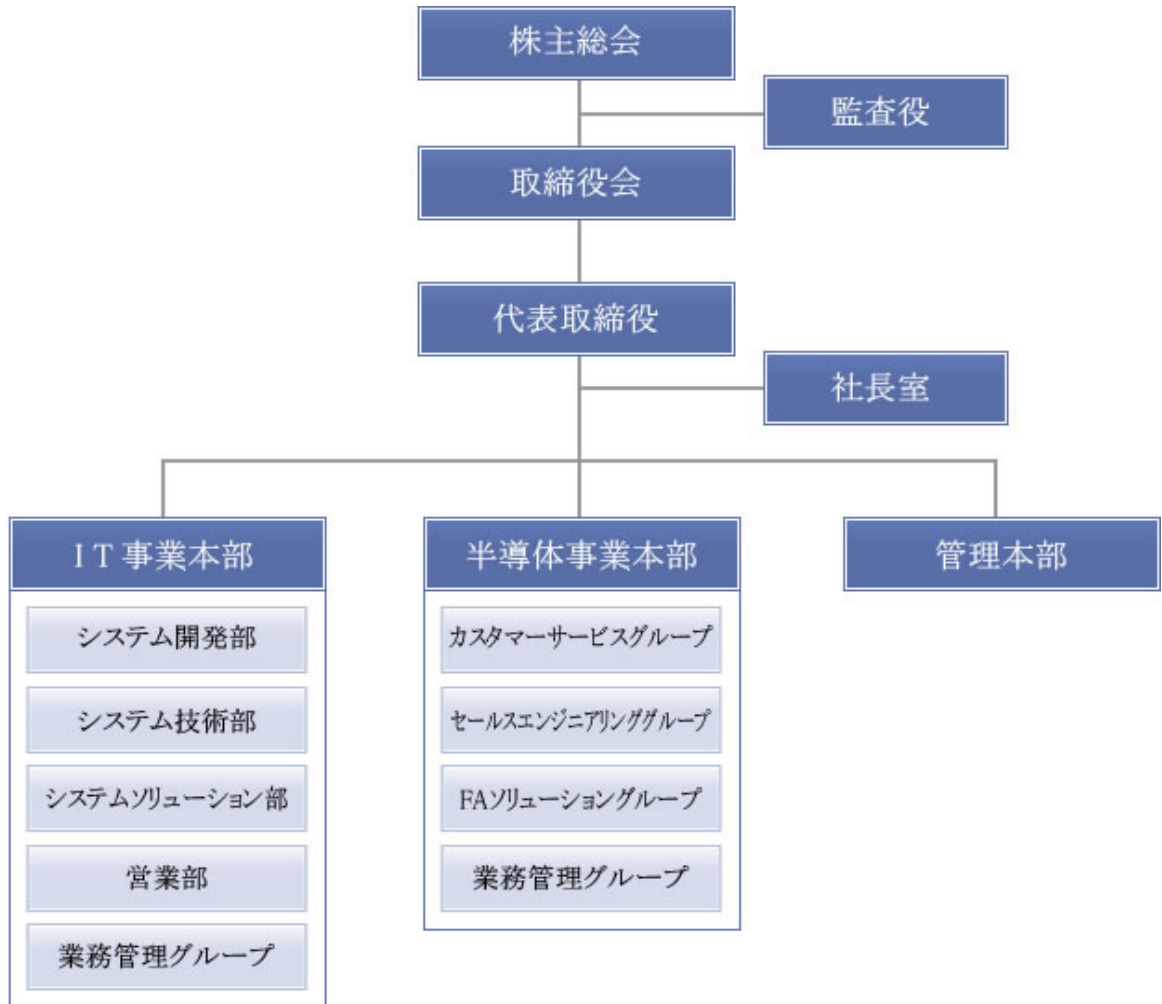 株主総会
監査役
取締役会
代表取締役
社長室
IT事業本部
システム開発部
システム技術部
システムソリューション部
営業部
業務管理グループ
半導体事業本部
カスタマーサービスグループ
セールスエンジニアリンググループ
FAソリューショングループ
業務管理グループ
管理本部